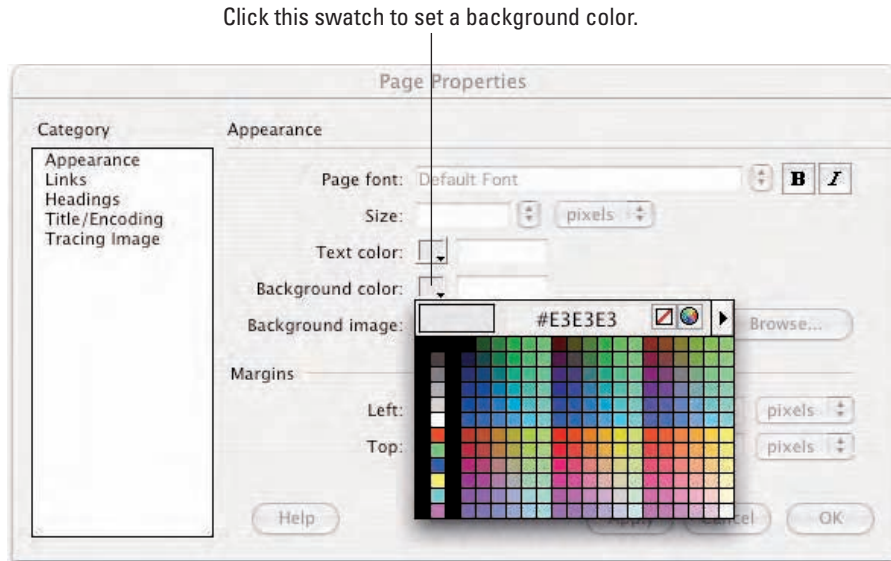 Click this swatch to set a background color.
Page Properties
Category
Appearance
Appearance
Links
Headings
Title/Encoding
Tracing Image
Page font: Default Font B I
Size: pixels
Text color:
Background color:
Background image: #E3E3E3 Browse...
Margins
Left: pixels
Top: pixels
Help Apply Cancel OK